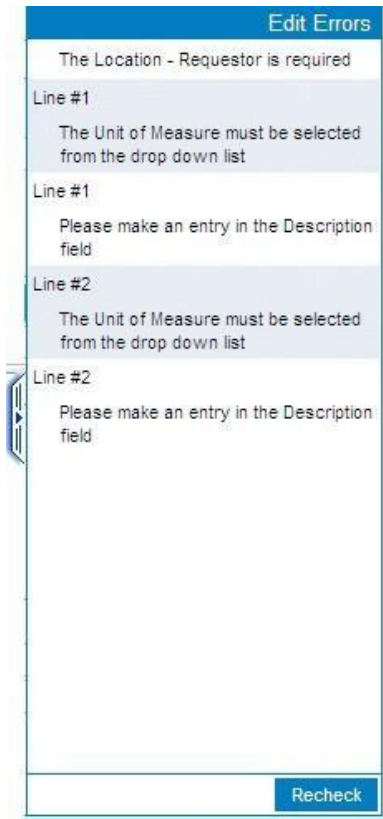 Edit Errors
The Location - Requestor is required
Line #1
The Unit of Measure must be selected
from the drop down list
Line #1
Please make an entry in the Description
field
Line #2
The Unit of Measure must be selected
from the drop down list
Line #2
Please make an entry in the Description
field
Recheck